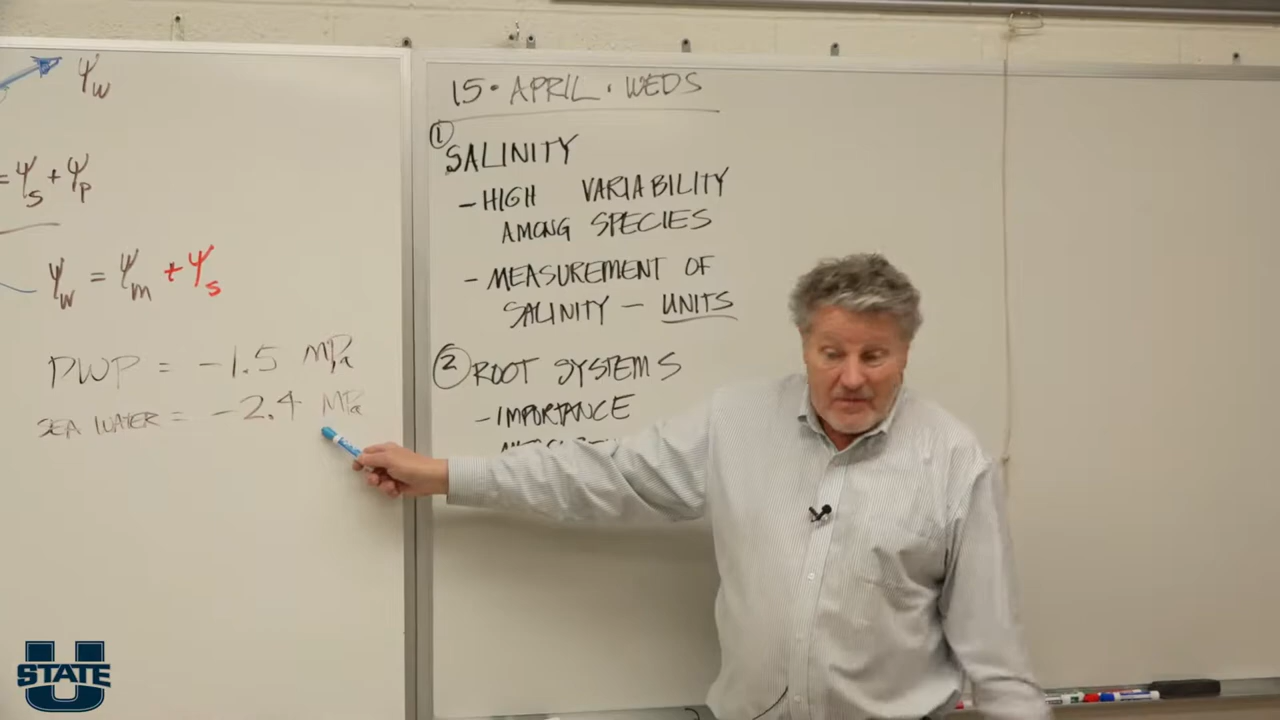 ψw
= ψs + ψp
ψw = ψm + ψs
PWP = -1.5 MPa
SEA WATER = -2.4 MPa
15 · APRIL · WEDS
① SALINITY
- HIGH VARIABILITY
AMONG SPECIES
- MEASUREMENT OF
SALINITY - UNITS
② ROOT SYSTEMS
- IMPORTANCE
U
STATE